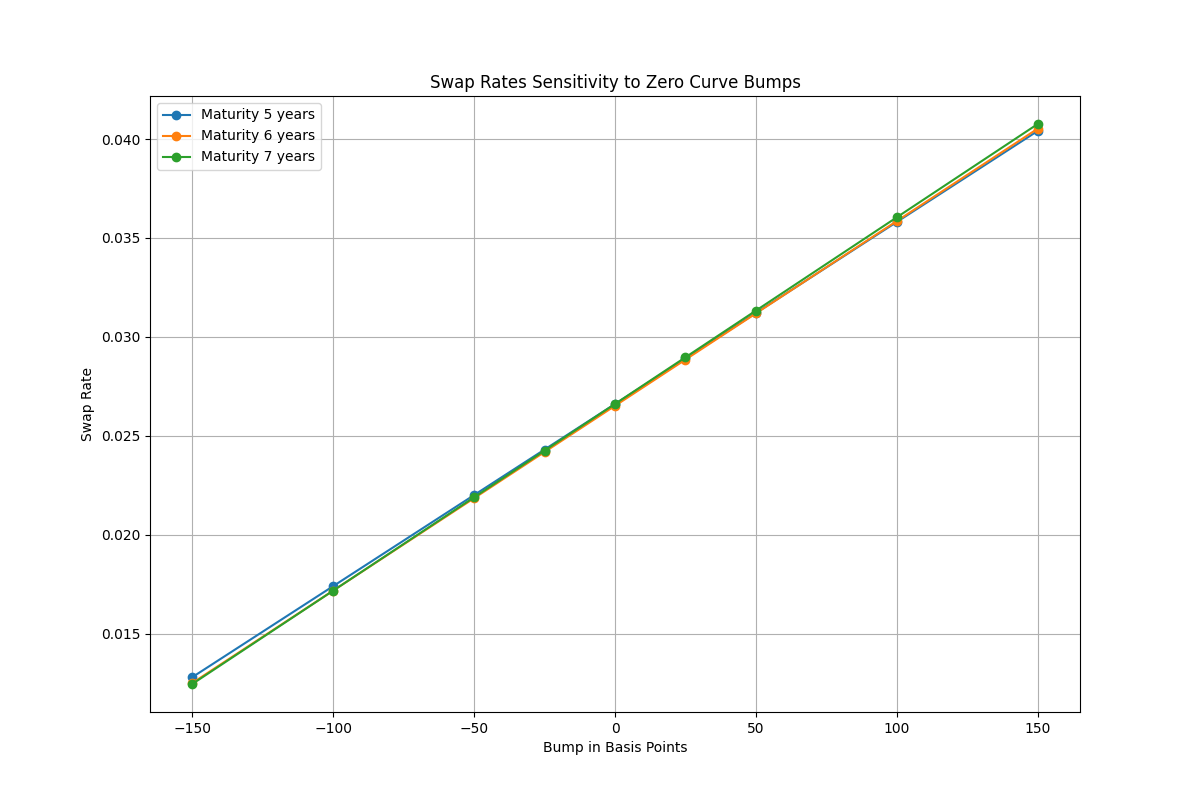 Swap Rates Sensitivity to Zero Curve Bumps
Maturity 5 years
Maturity 6 years
Maturity 7 years
0.040
0.035
0.030
0.025
0.020
0.015
Swap Rate
−150
−100
−50
0
50
100
150
Bump in Basis Points